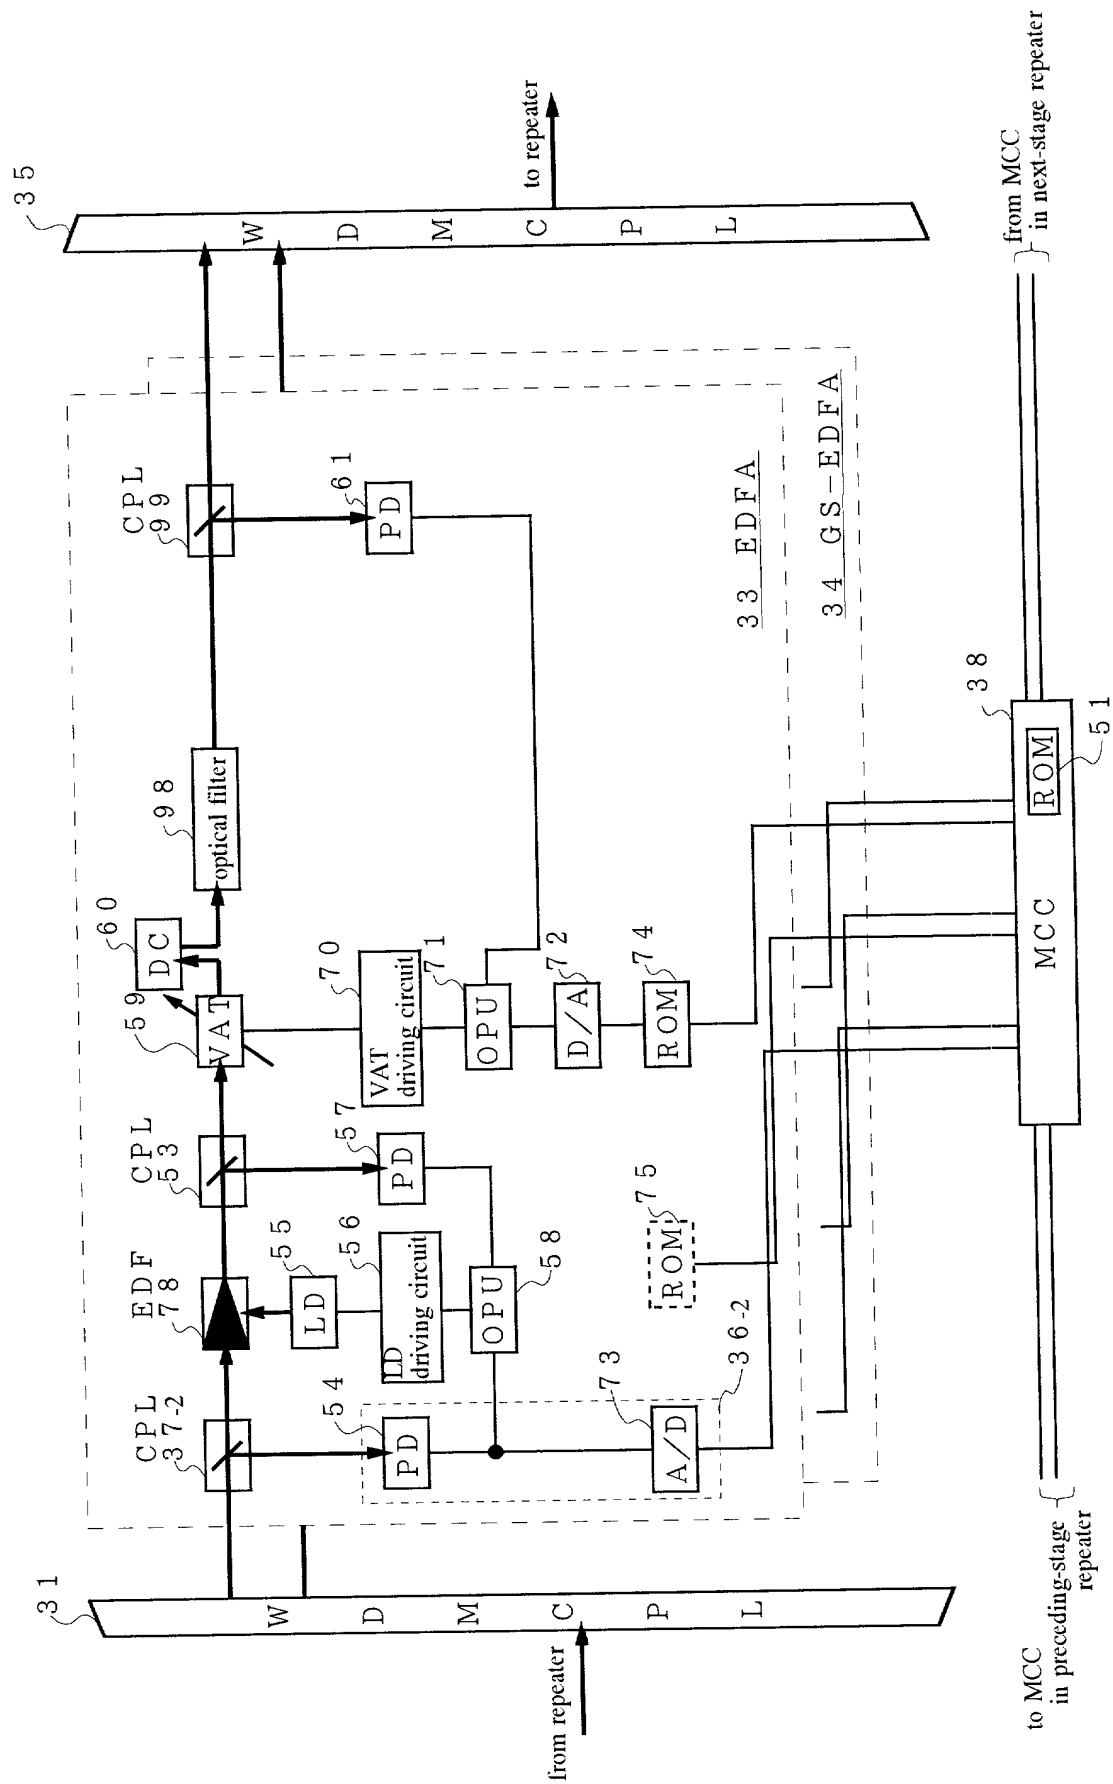 31
35
from repeater
W D M C P L
W D M C P L
to repeater
CPL
37-2
EDF
78
CPL
53
59
VAT
60
DC
98
optical filter
CPL
99
61
PD
54
PD
55
LD
56
LD
driving circuit
57
PD
58
OPU
70
VAT
driving circuit
71
OPU
72
D/A
74
ROM
73
A/D
36-2
75
ROM
33 EDFA
34 GS-EDFA
38
MCC
ROM
51
to MCC
in preceding-stage
repeater
from MCC
in next-stage repeater